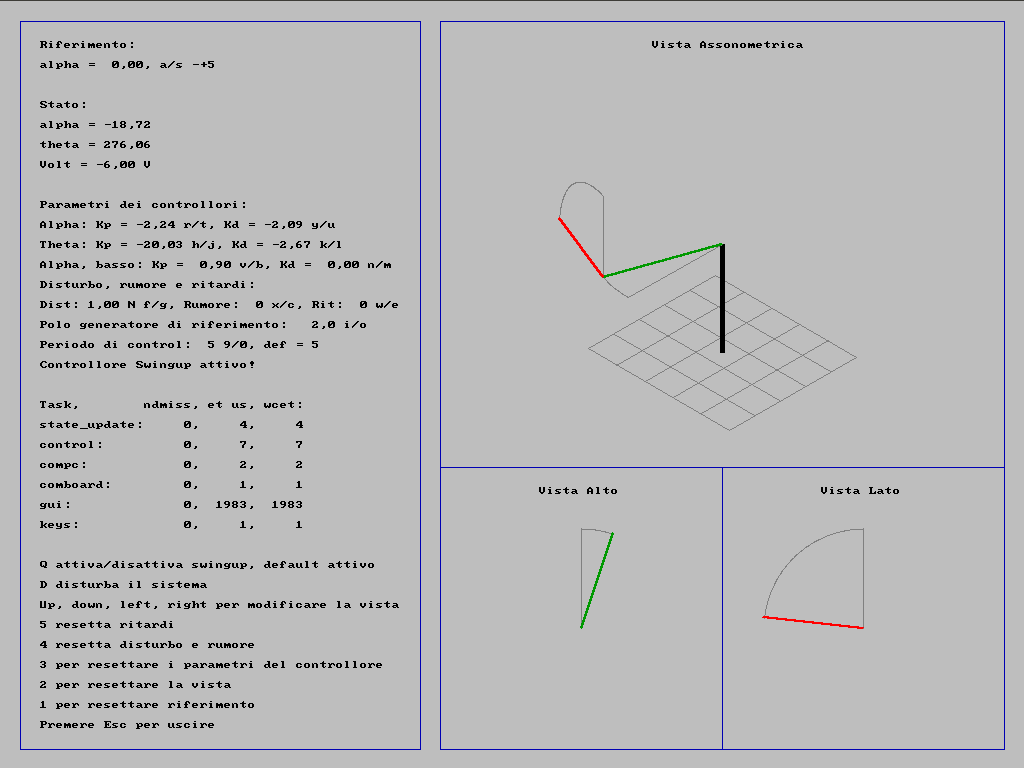 Riferimento:
alpha =  0,00, a/s -+5
Stato:
alpha = -18,72
theta = 276,06
Volt = -6,00 V
Parametri dei controllori:
Alpha: Kp = -2,24 r/t, Kd = -2,09 y/u
Theta: Kp = -20,03 h/j, Kd = -2,67 k/l
Alpha, basso: Kp =  0,90 v/b, Kd =  0,00 n/m
Disturbo, rumore e ritardi:
Dist: 1,00 N f/g, Rumore:  0 x/c, Rit:  0 w/e
Polo generatore di riferimento:   2,0 i/o
Periodo di control:  5 9/0, def = 5
Controllore Swingup attivo!
Task,        ndmiss, et us, wcet:
state_update:     0,     4,     4
control:          0,     7,     7
compc:            0,     2,     2
comboard:         0,     1,     1
gui:              0,  1983,  1983
keys:             0,     1,     1
Q attiva/disattiva swingup, default attivo
D disturba il sistema
Up, down, left, right per modificare la vista
5 resetta ritardi
4 resetta disturbo e rumore
3 per resettare i parametri del controllore
2 per resettare la vista
1 per resettare riferimento
Premere Esc per uscire
Vista Assonometrica
Vista Alto
Vista Lato